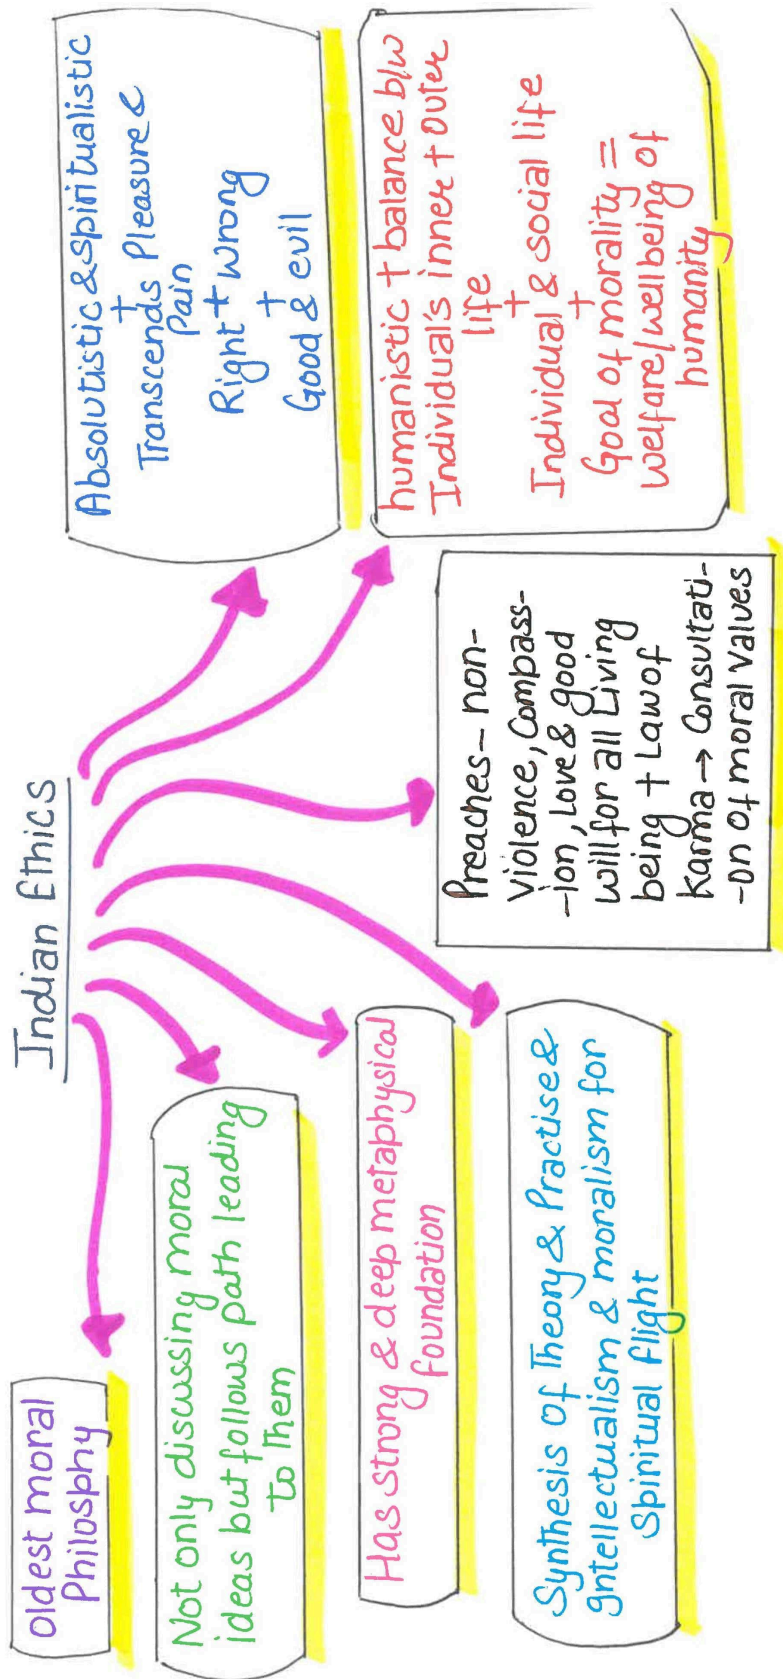 Indian Ethics
Oldest moral
Philosphy
Not only discussing moral
ideas but follows path leading
to them
Has strong & deep metaphysical
foundation
Synthesis of Theory & Practise &
Intellectualism & moralism for
Spiritual flight
Preaches- non-
Violence, Compass-
-ion, Love & good
will for all Living
being + Law of
Karma → Consultati-
-on of moral values
humanistic + balance b/w
Individual's inner + outer
life
+
Individual & social life
+
Goal of morality =
welfare/wellbeing of
humanity
Absolutistic & spiritualistic
+
Transcends Pleasure &
Pain
Right + wrong
+
Good & evil